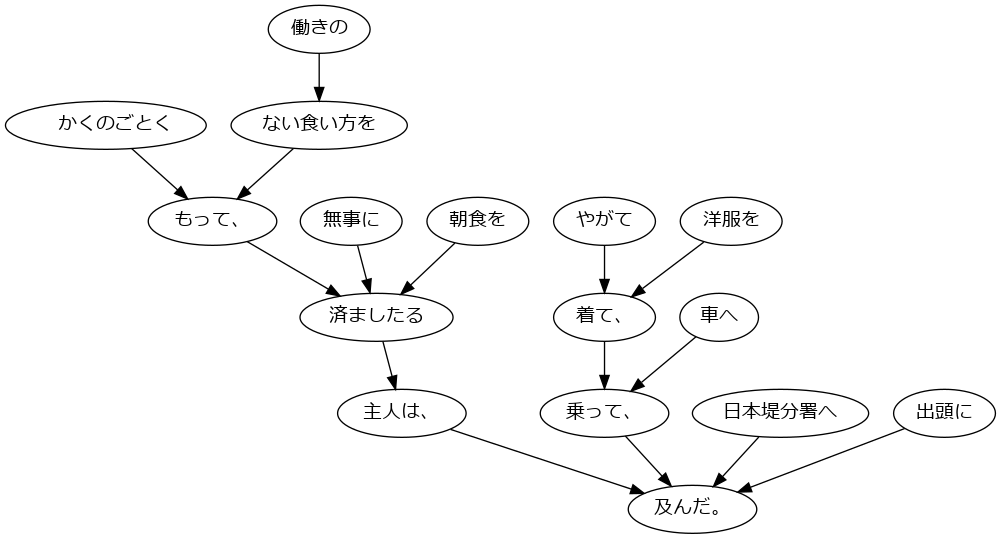 働きの
かくのごとく
ない食い方を
もって、
無事に
朝食を
やがて
洋服を
済ましたる
着て、
車へ
主人は、
乗って、
日本堤分署へ
出頭に
及んだ。